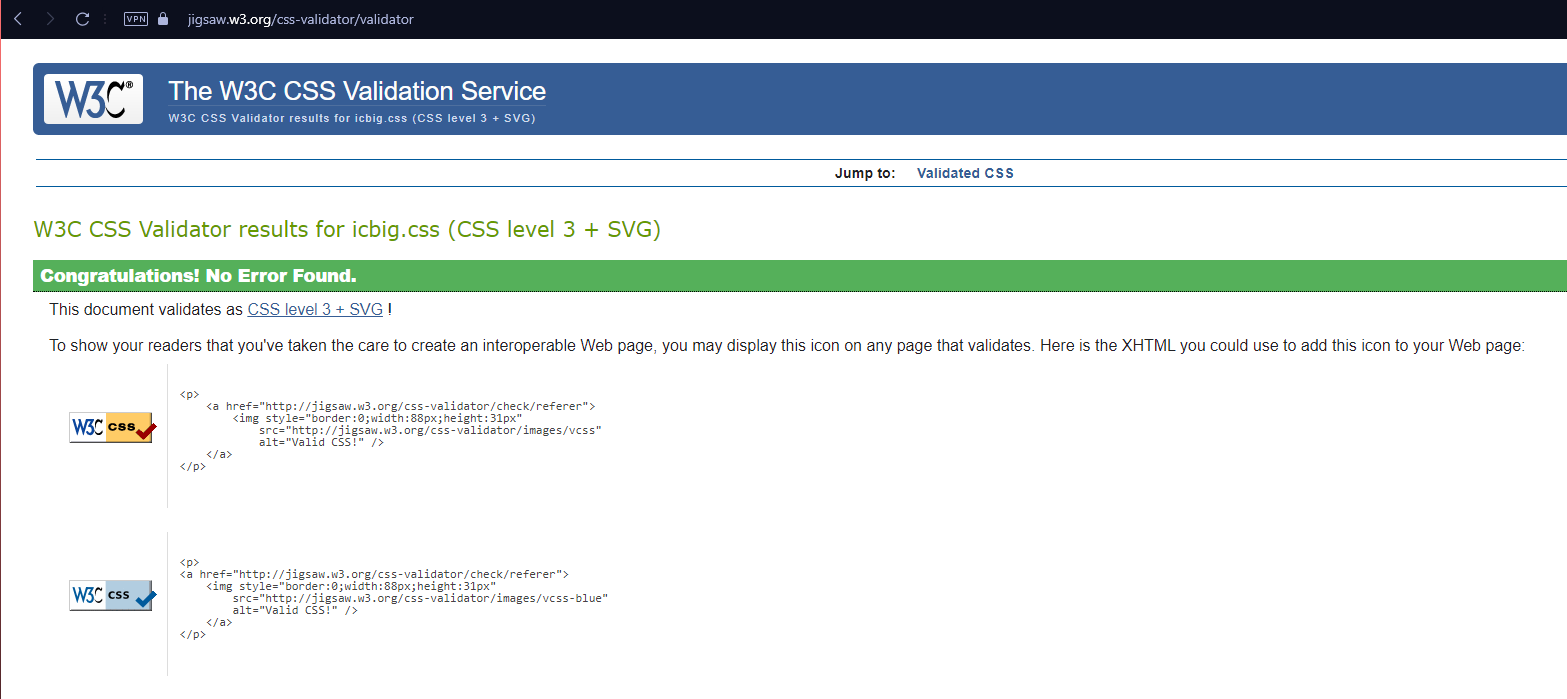 VPN jigsaw.w3.org/css-validator/validator
W3C® The W3C CSS Validation Service
W3C CSS Validator results for icbig.css (CSS level 3 + SVG)
Jump to: Validated CSS
W3C CSS Validator results for icbig.css (CSS level 3 + SVG)
Congratulations! No Error Found.
This document validates as CSS level 3 + SVG !
To show your readers that you've taken the care to create an interoperable Web page, you may display this icon on any page that validates. Here is the XHTML you could use to add this icon to your Web page:
W3C css
<p>
<a href="http://jigsaw.w3.org/css-validator/check/referer">
<img style="border:0;width:88px;height:31px"
src="http://jigsaw.w3.org/css-validator/images/vcss"
alt="Valid CSS!" />
</a>
</p>
W3C css
<p>
<a href="http://jigsaw.w3.org/css-validator/check/referer">
<img style="border:0;width:88px;height:31px"
src="http://jigsaw.w3.org/css-validator/images/vcss-blue"
alt="Valid CSS!" />
</a>
</p>